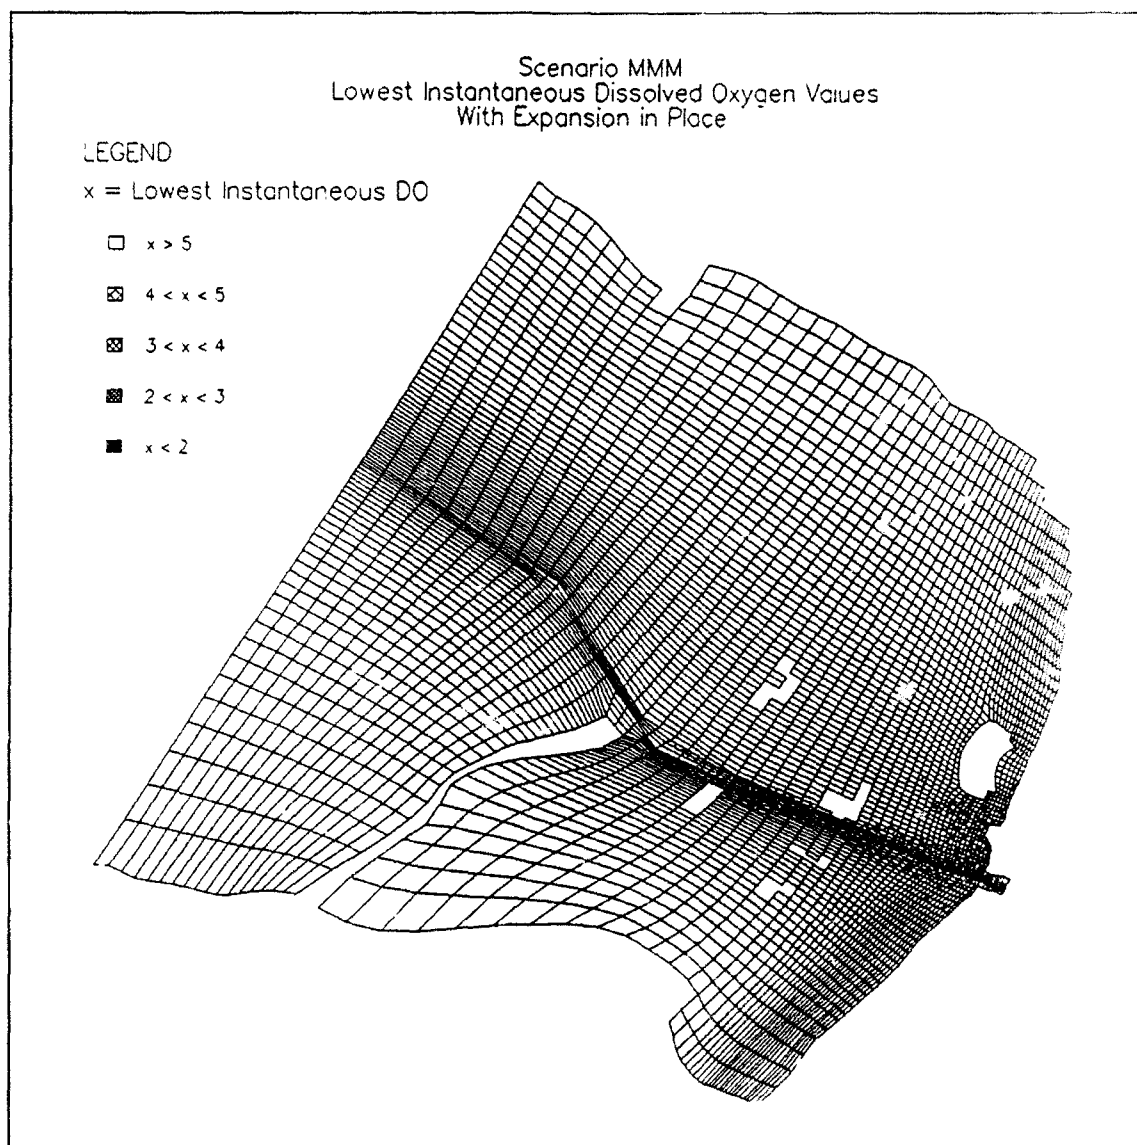 Scenario MMM
Lowest Instantaneous Dissolved Oxygen Values
With Expansion in Place
LEGEND
x = Lowest Instantaneous DO
x > 5
4 < x < 5
3 < x < 4
2 < x < 3
x < 2